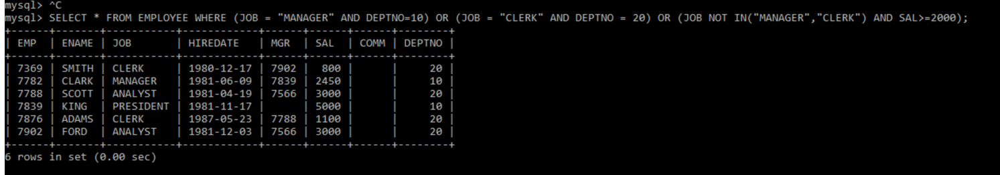 mysql> ^C
mysql> SELECT * FROM EMPLOYEE WHERE (JOB = "MANAGER" AND DEPTNO=10) OR (JOB = "CLERK" AND DEPTNO = 20) OR (JOB NOT IN("MANAGER","CLERK") AND SAL>=2000);
+------+-------+-----------+------------+------+------+------+--------+
| EMP  | ENAME | JOB       | HIREDATE   | MGR  | SAL  | COMM | DEPTNO |
+------+-------+-----------+------------+------+------+------+--------+
| 7369 | SMITH | CLERK     | 1980-12-17 | 7902 |  800 |      |     20 |
| 7782 | CLARK | MANAGER   | 1981-06-09 | 7839 | 2450 |      |     10 |
| 7788 | SCOTT | ANALYST   | 1981-04-19 | 7566 | 3000 |      |     20 |
| 7839 | KING  | PRESIDENT | 1981-11-17 |      | 5000 |      |     10 |
| 7876 | ADAMS | CLERK     | 1987-05-23 | 7788 | 1100 |      |     20 |
| 7902 | FORD  | ANALYST   | 1981-12-03 | 7566 | 3000 |      |     20 |
+------+-------+-----------+------------+------+------+------+--------+
6 rows in set (0.00 sec)